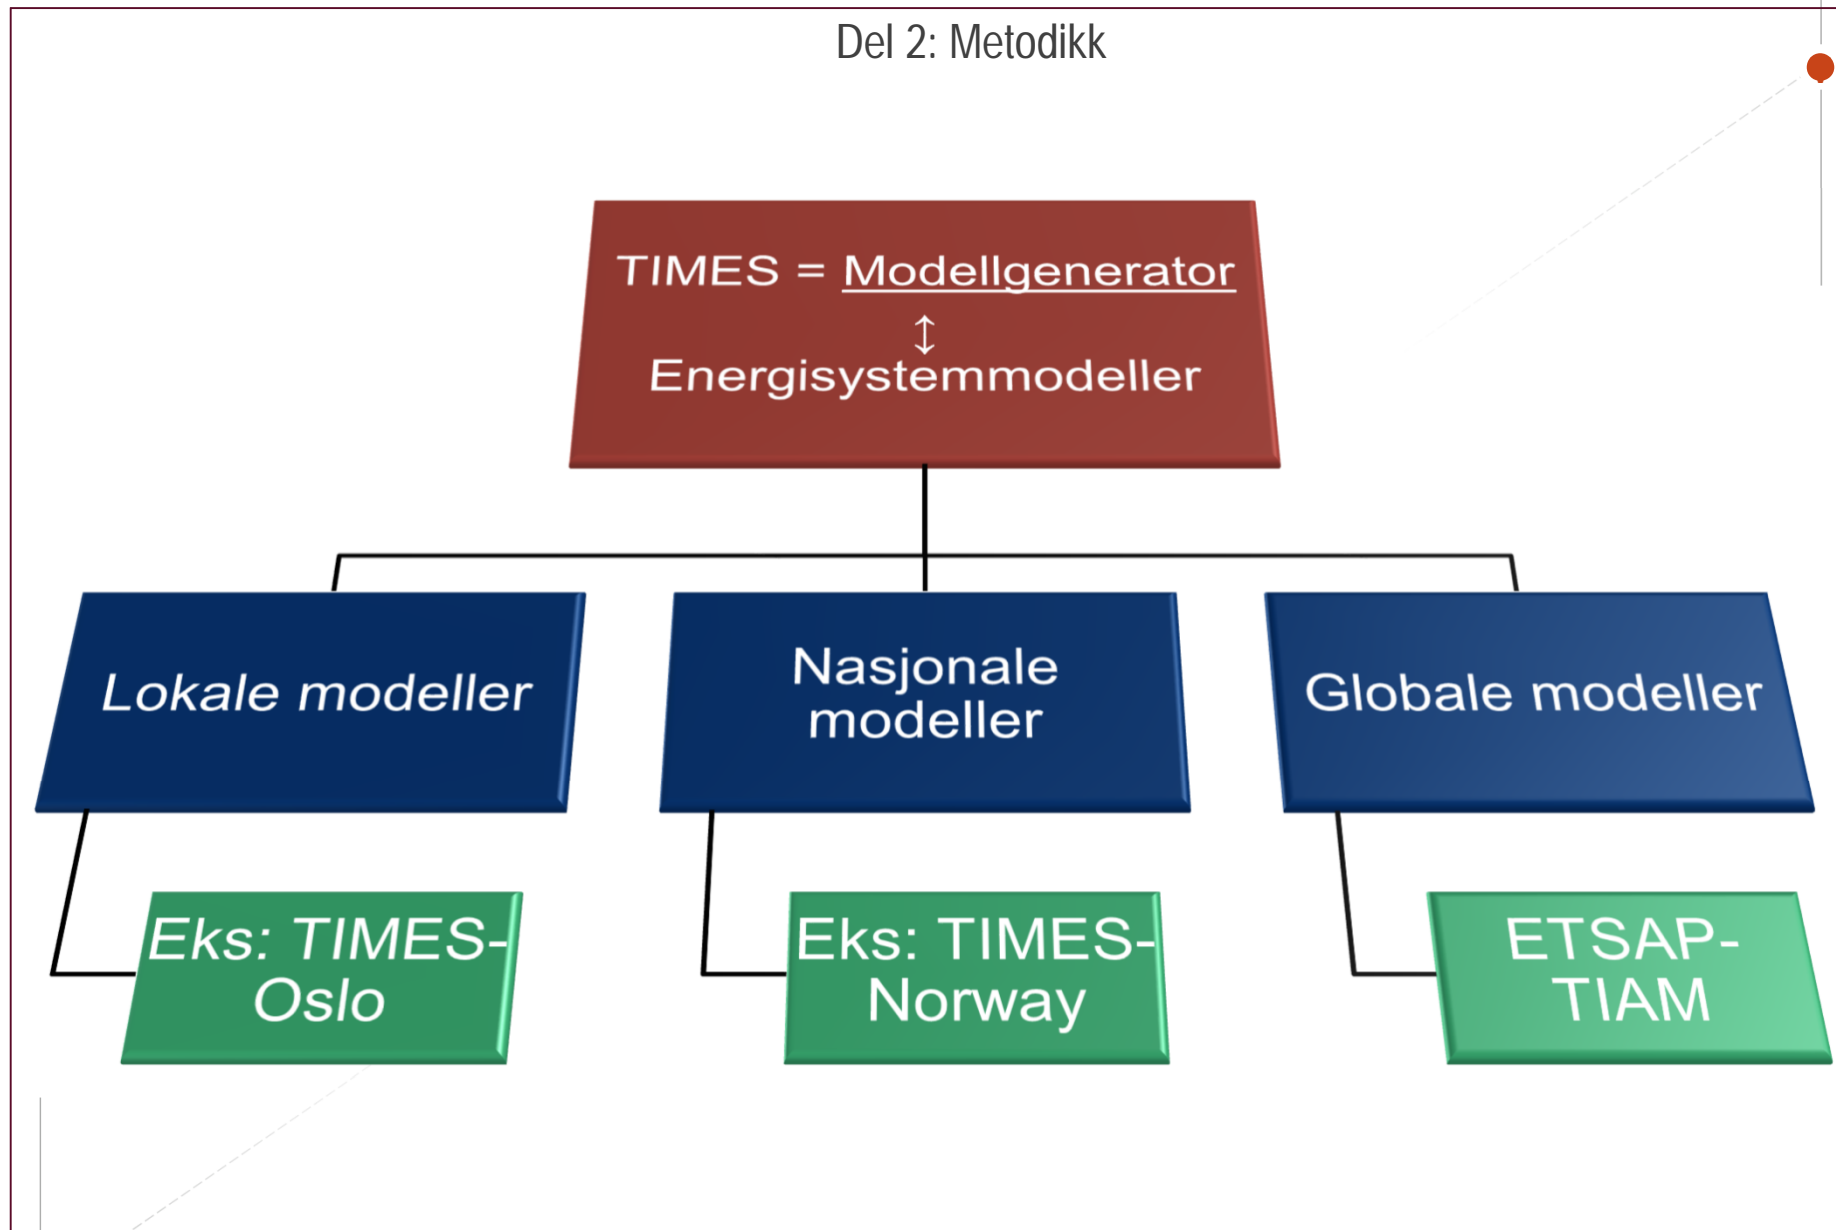 Del 2: Metodikk
TIMES = Modellgenerator
↕
Energisystemmodeller
Lokale modeller
Nasjonale
modeller
Globale modeller
Eks: TIMES-
Oslo
Eks: TIMES-
Norway
ETSAP-
TIAM